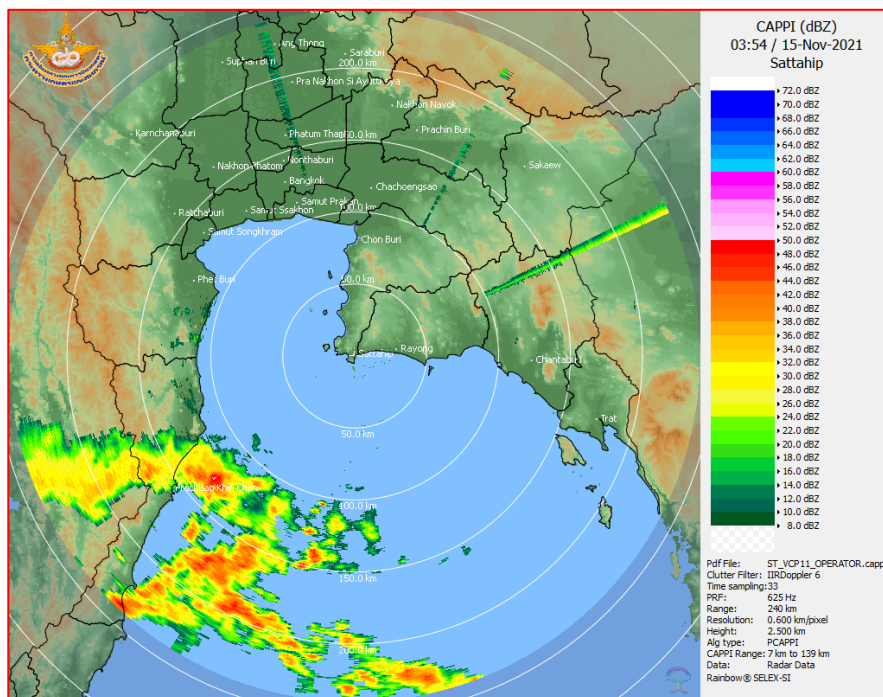 CAPPI (dBZ)
03:54 / 15-Nov-2021
Sattahip
72.0 dBZ
70.0 dBZ
68.0 dBZ
66.0 dBZ
64.0 dBZ
62.0 dBZ
60.0 dBZ
58.0 dBZ
56.0 dBZ
54.0 dBZ
52.0 dBZ
50.0 dBZ
48.0 dBZ
46.0 dBZ
44.0 dBZ
42.0 dBZ
40.0 dBZ
38.0 dBZ
36.0 dBZ
34.0 dBZ
32.0 dBZ
30.0 dBZ
28.0 dBZ
26.0 dBZ
24.0 dBZ
22.0 dBZ
20.0 dBZ
18.0 dBZ
16.0 dBZ
14.0 dBZ
12.0 dBZ
10.0 dBZ
8.0 dBZ
Pdf File: ST_VCP11_OPERATOR.capp
Clutter Filter: IIRDoppler 6
Time sampling:33
PRF: 625 Hz
Range: 240 km
Resolution: 0.600 km/pixel
Height: 2.500 km
Alg type: PCAPPI
CAPPI Range: 7 km to 139 km
Data: Radar Data
Rainbow® SELEX-SI
Ang Thong
Saraburi
200.0 km
Pra Nakhon Si Ayutthaya
Nakhon Nayok
Karnchanaburi
Prachin Buri
Nakhon Phatom
Nonthaburi
Sakaew
Bangkok
Chachoengsao
Samut Prakan
Ratchaburi
Samut Ssakhon
Samut Songkhram
Chon Buri
50.0 km
Sattahip
Rayong
Trat
50.0 km
100.0 km
150.0 km
200.0 km